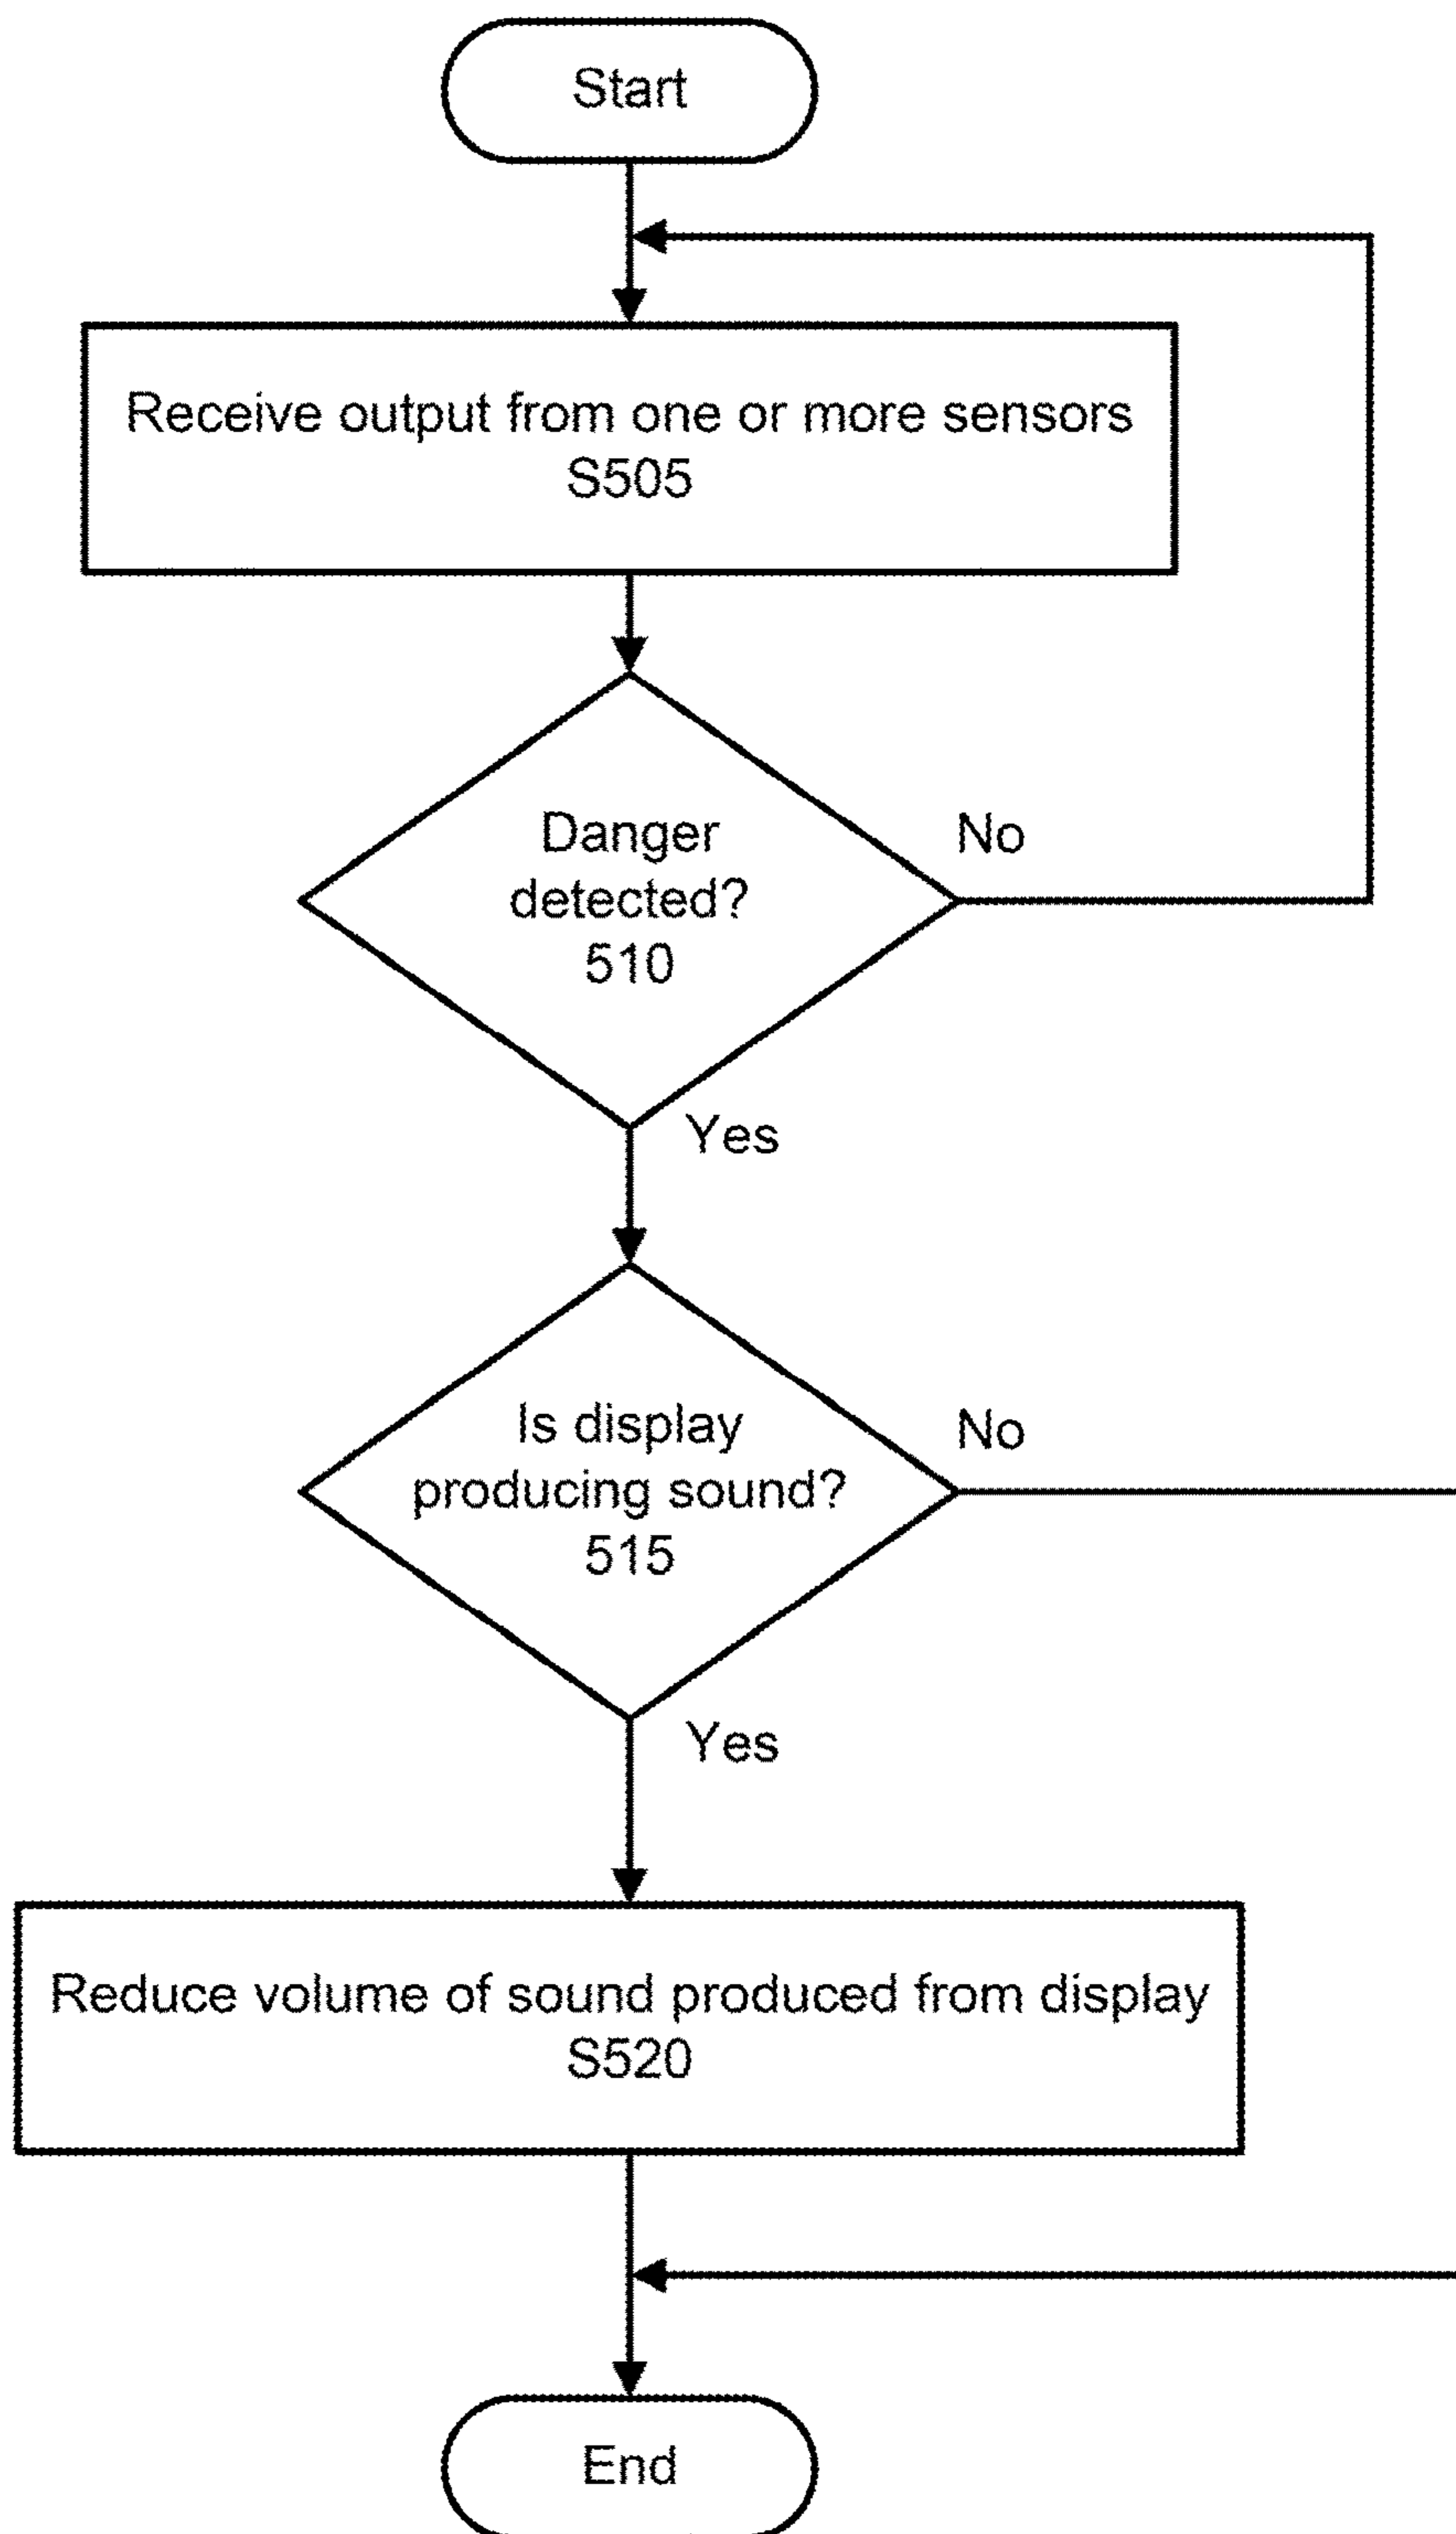 Start
Receive output from one or more sensors
S505
Danger
detected?
510
No
Yes
Is display
producing sound?
515
No
Yes
Reduce volume of sound produced from display
S520
End